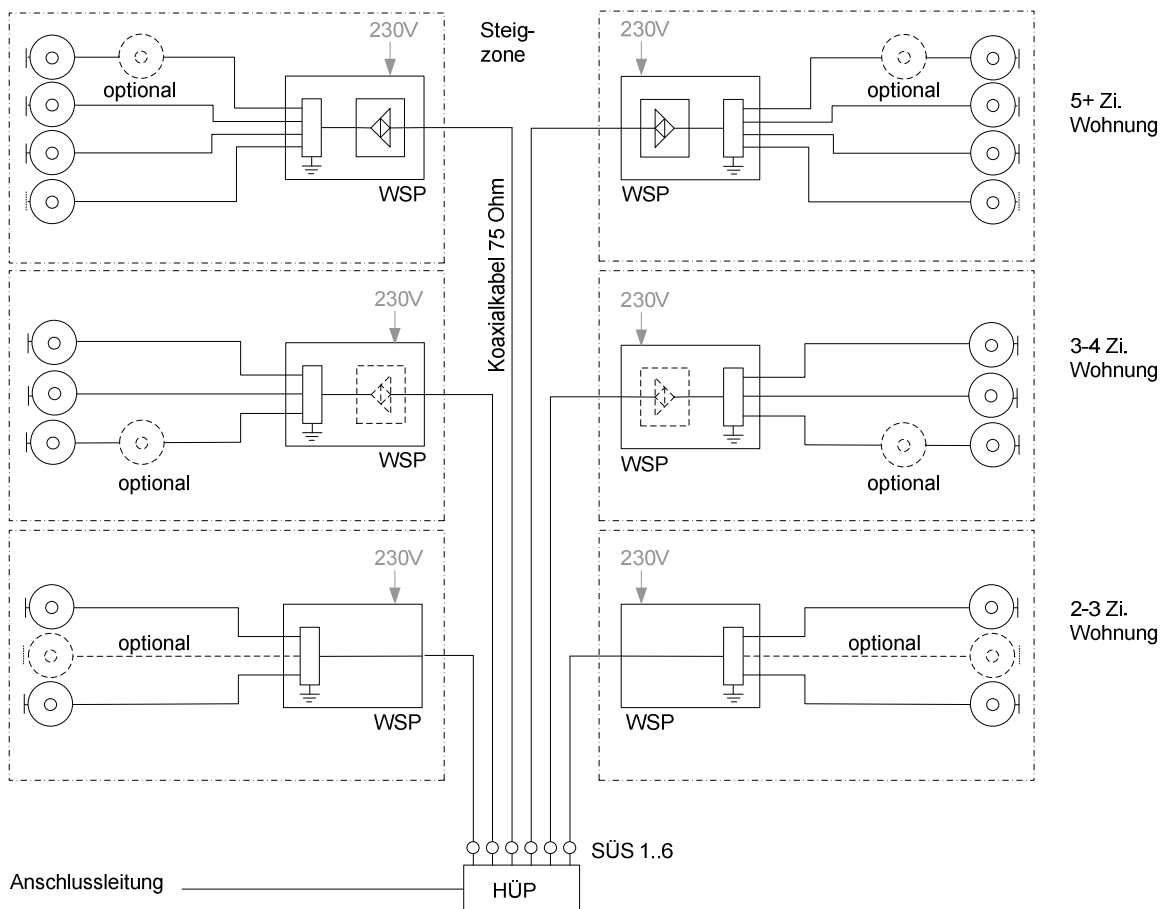 230V
Steig-
zone
230V
optional
optional
5+ Zi.
Wohnung
WSP
WSP
Koaxialkabel 75 Ohm
230V
230V
3-4 Zi.
Wohnung
WSP
WSP
optional
optional
230V
230V
2-3 Zi.
Wohnung
optional
optional
WSP
WSP
SÜS 1..6
Anschlussleitung
HÜP